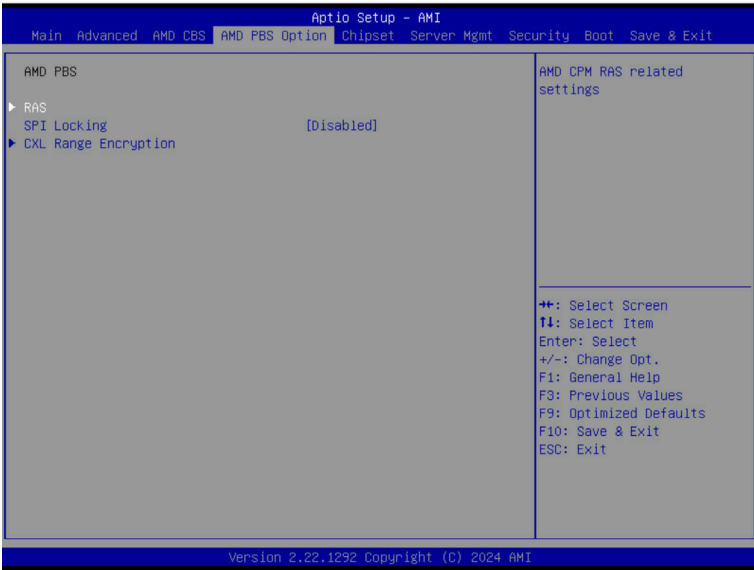 Aptio Setup – AMI
Main Advanced AMD CBS AMD PBS Option Chipset Server Mgmt Security Boot Save & Exit
AMD PBS
RAS
SPI Locking [Disabled]
CXL Range Encryption
AMD CPM RAS related
settings
→←: Select Screen
↑↓: Select Item
Enter: Select
+/-: Change Opt.
F1: General Help
F3: Previous Values
F9: Optimized Defaults
F10: Save & Exit
ESC: Exit
Version 2.22.1292 Copyright (C) 2024 AMI